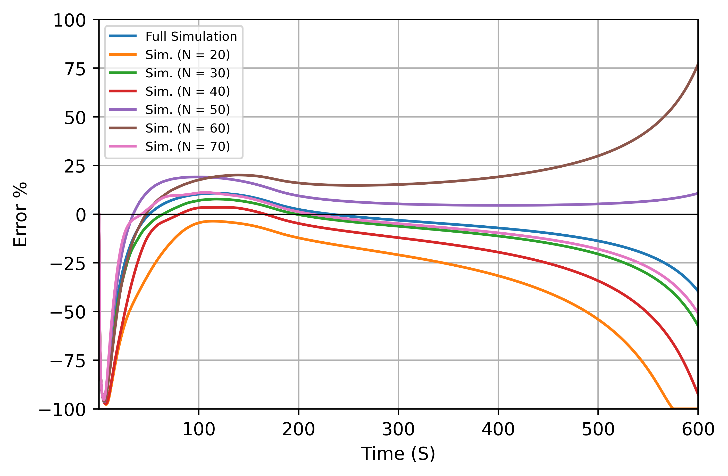 100
75
50
25
0
−25
−50
−75
−100
Error %
Full Simulation
Sim. (N = 20)
Sim. (N = 30)
Sim. (N = 40)
Sim. (N = 50)
Sim. (N = 60)
Sim. (N = 70)
100 200 300 400 500 600
Time (S)